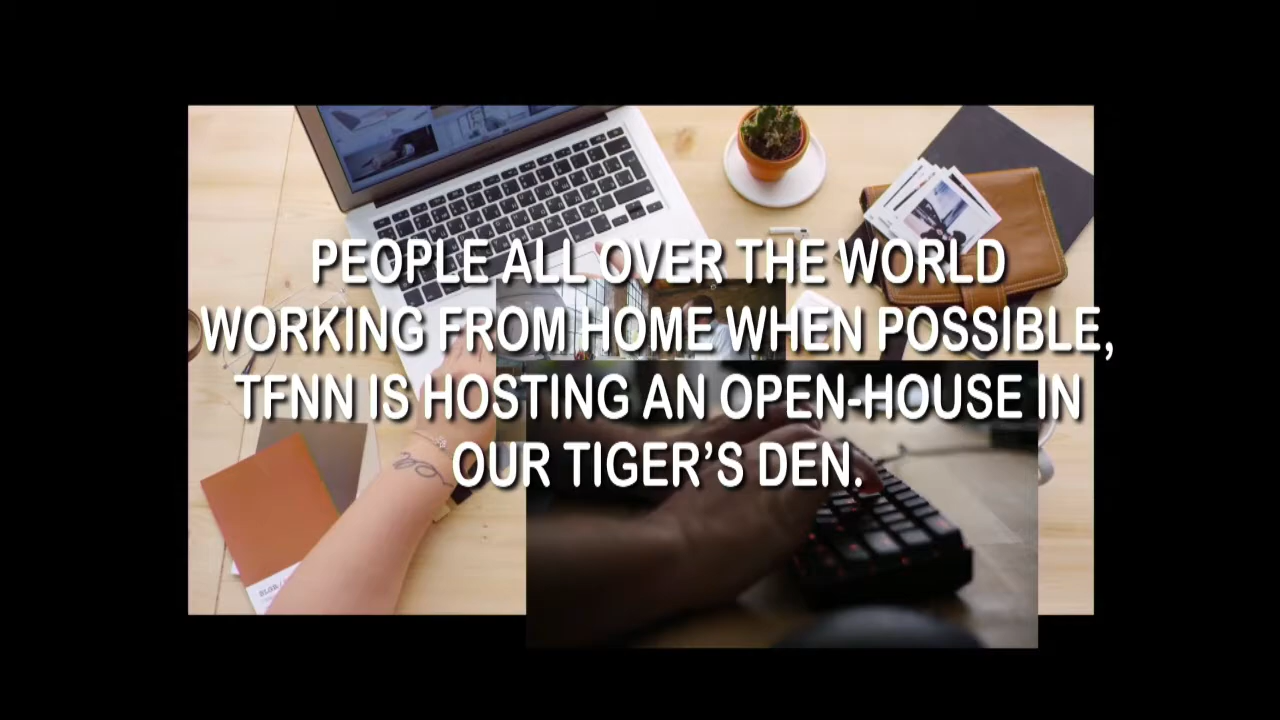 PEOPLE ALL OVER THE WORLD
WORKING FROM HOME WHEN POSSIBLE,
TFNN IS HOSTING AN OPEN-HOUSE IN
OUR TIGER’S DEN.